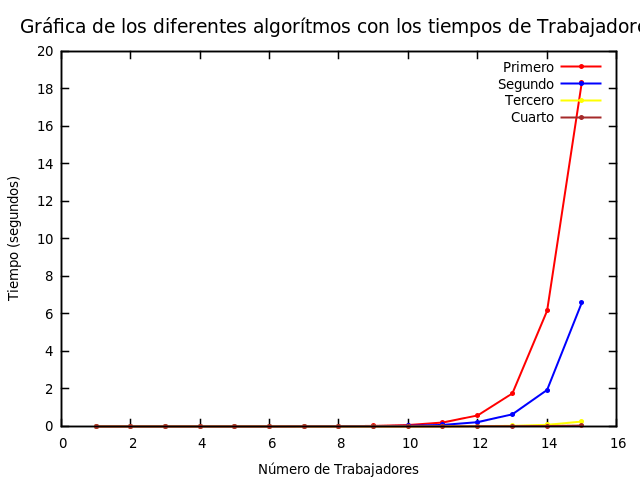 Gráfica de los diferentes algorítmos con los tiempos de Trabajadore
20
18
16
14
12
10
8
6
4
2
0
Tiempo (segundos)
Primero
Segundo
Tercero
Cuarto
0 2 4 6 8 10 12 14 16
Número de Trabajadores